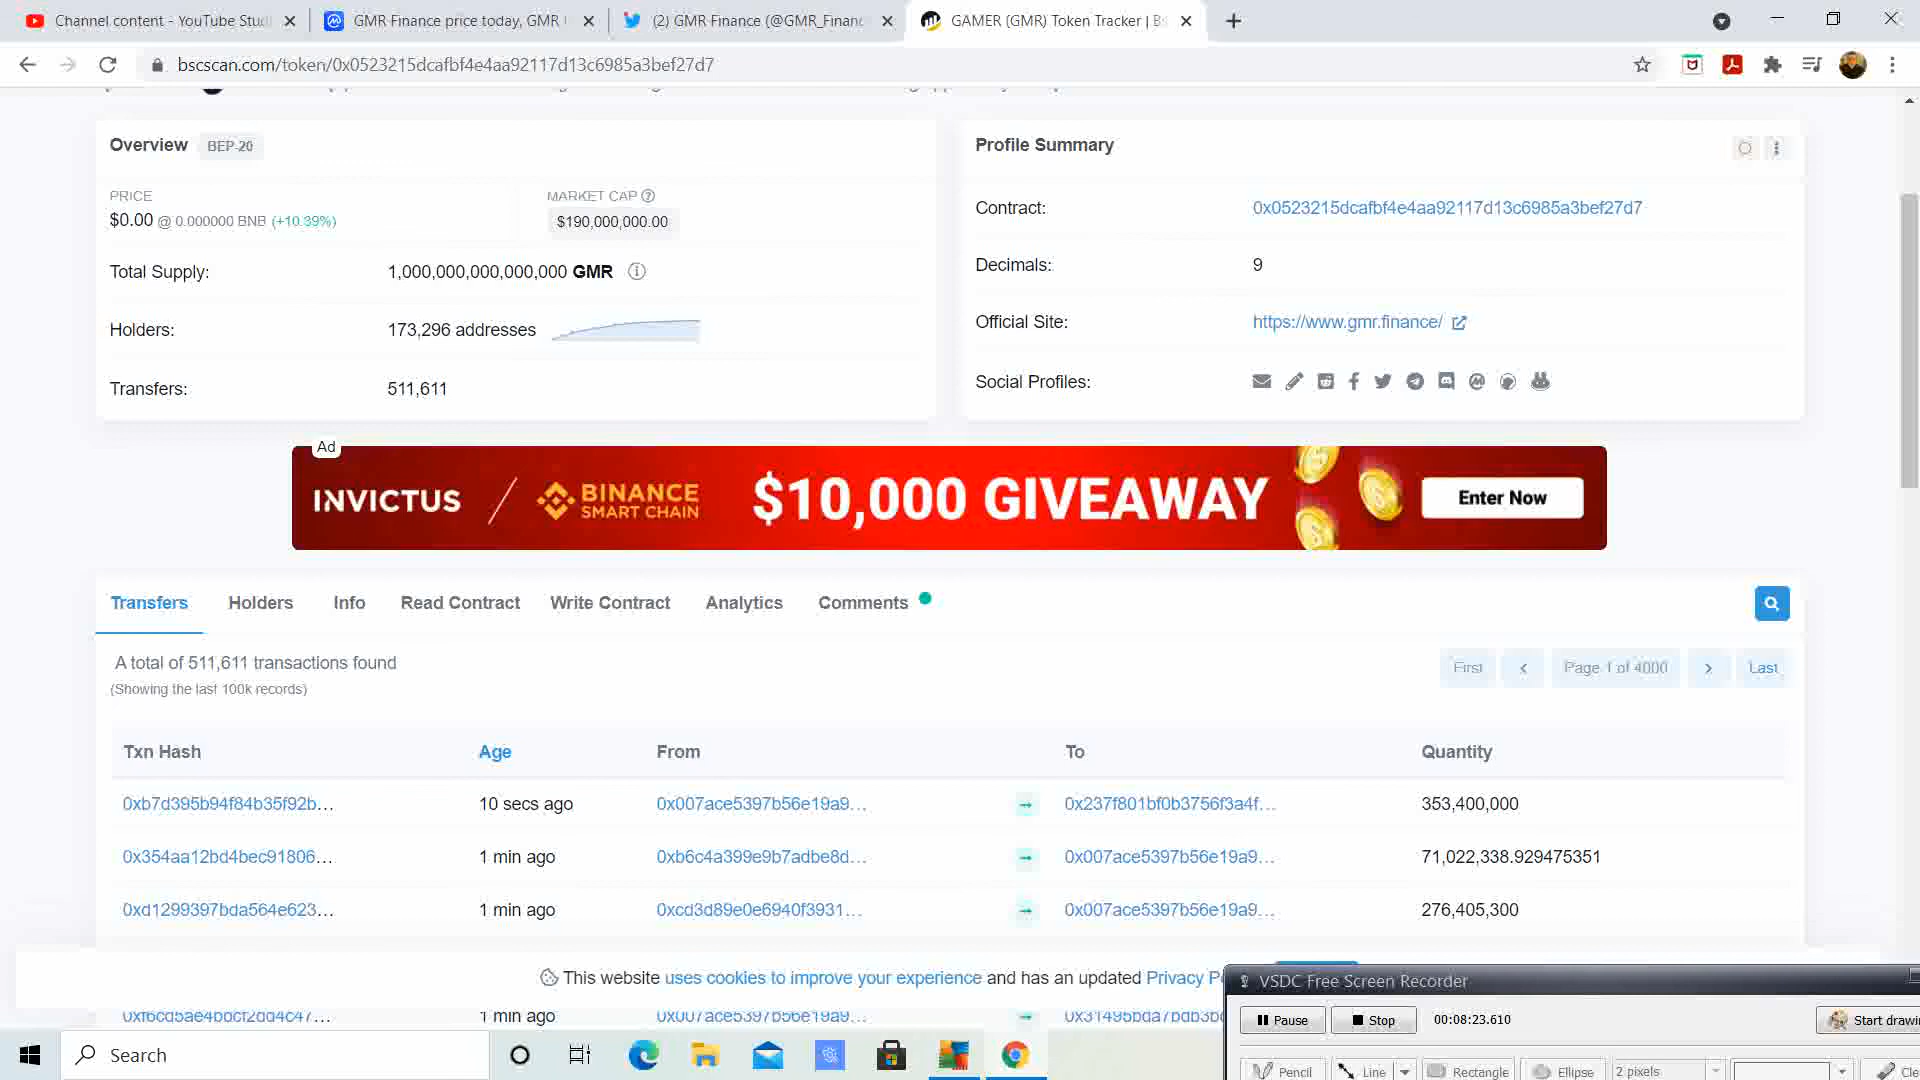 Channel content - YouTube Stud
GMR Finance price today, GMR
(2) GMR Finance (@GMR_Financ
GAMER (GMR) Token Tracker | Bs
bscscan.com/token/0x0523215dcafbf4e4aa92117d13c6985a3bef27d7
Overview BEP-20
PRICE
$0.00 @ 0.000000 BNB (+10.39%)
MARKET CAP
$190,000,000.00
Total Supply: 1,000,000,000,000,000 GMR
Holders: 173,296 addresses
Transfers: 511,611
Profile Summary
Contract: 0x0523215dcafbf4e4aa92117d13c6985a3bef27d7
Decimals: 9
Official Site: https://www.gmr.finance/
Social Profiles:
Ad
INVICTUS / BINANCE SMART CHAIN $10,000 GIVEAWAY Enter Now
Transfers Holders Info Read Contract Write Contract Analytics Comments
A total of 511,611 transactions found
(Showing the last 100k records)
First < Page 1 of 4000 > Last
Txn Hash Age From To Quantity
0xb7d395b94f84b35f92b... 10 secs ago 0x007ace5397b56e19a9... 0x237f801bf0b3756f3a4f... 353,400,000
0x354aa12bd4bec91806... 1 min ago 0xb6c4a399e9b7adbe8d... 0x007ace5397b56e19a9... 71,022,338.929475351
0xd1299397bda564e623... 1 min ago 0xcd3d89e0e6940f3931... 0x007ace5397b56e19a9... 276,405,300
This website uses cookies to improve your experience and has an updated Privacy P
1 min ago 0x007ace5397b56e19a9...
VSDC Free Screen Recorder
Pause Stop 00:08:23.610 Start drawin
Pencil Line Rectangle Ellipse 2 pixels Cle
Search